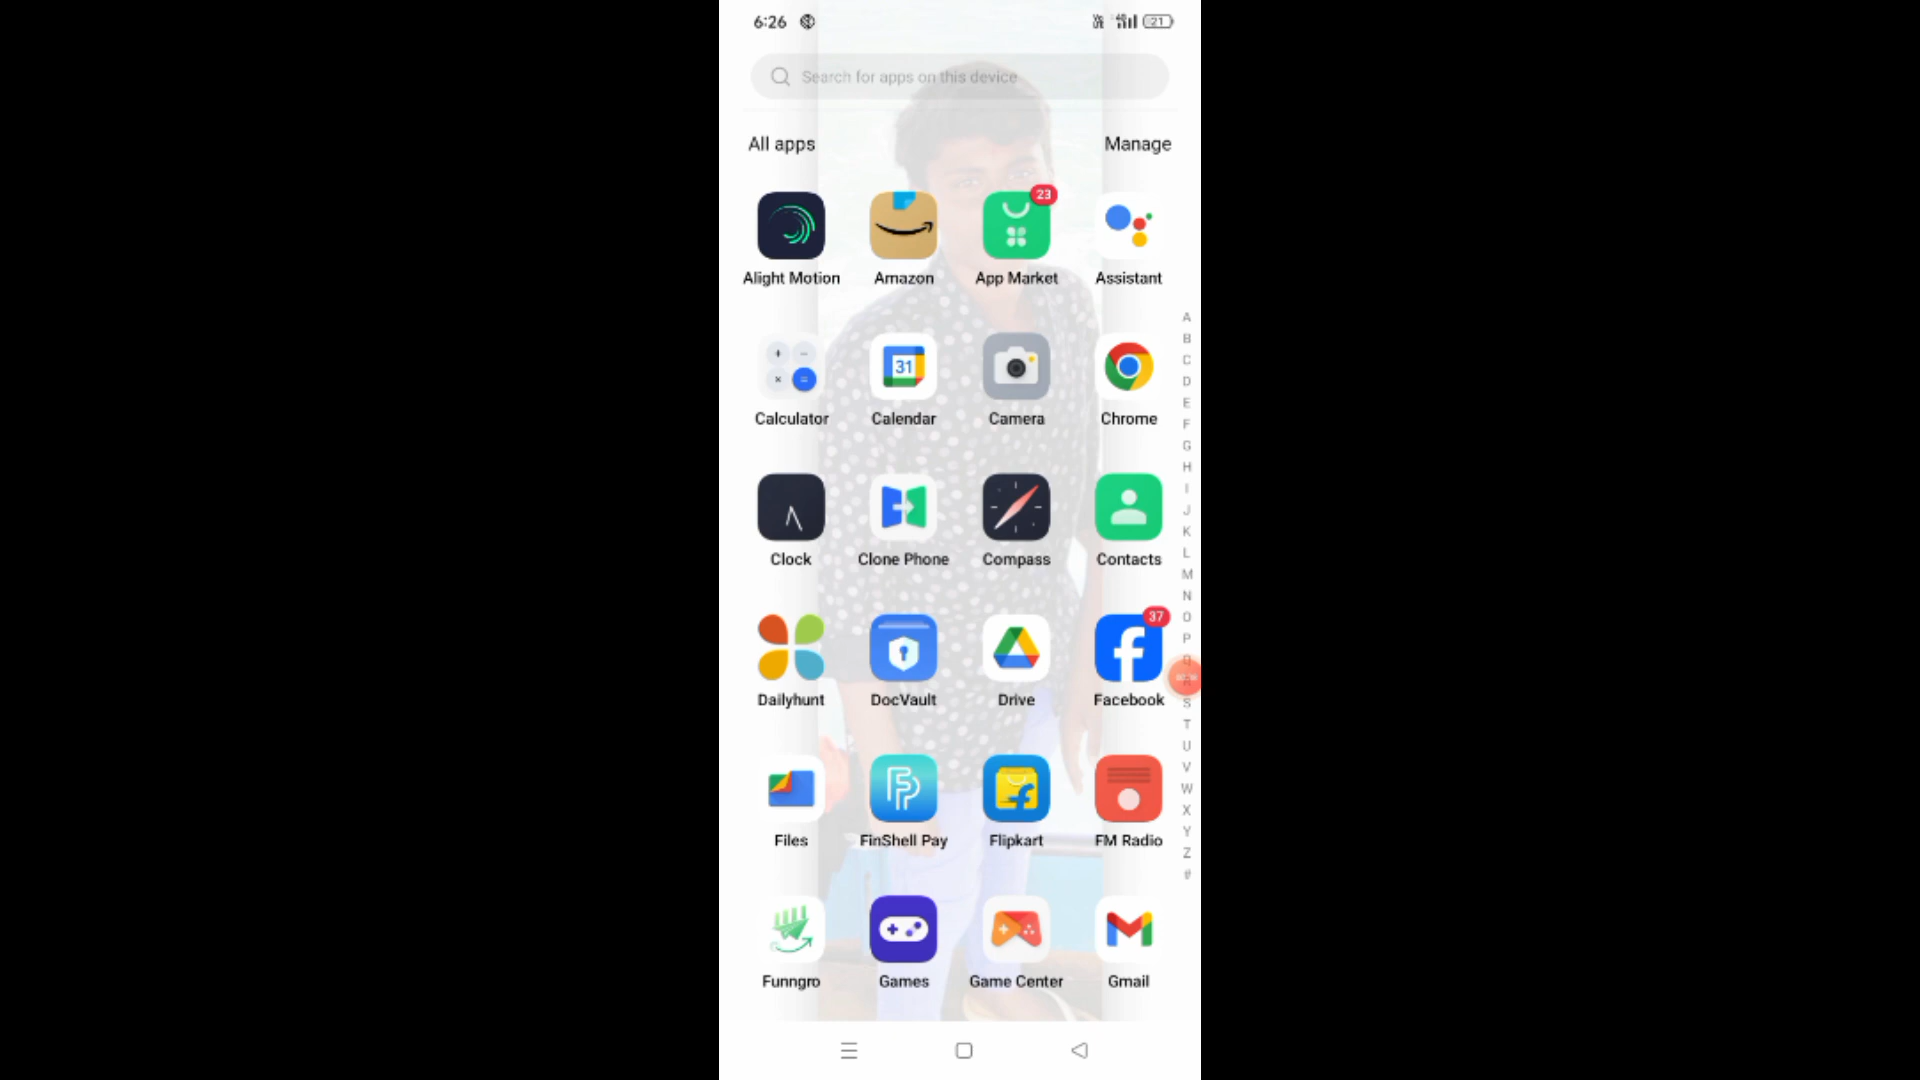 6:26 21
Search for apps on this device
All apps Manage
23
Alight Motion Amazon App Market Assistant
31
Calculator Calendar Camera Chrome
Clock Clone Phone Compass Contacts
37
Dailyhunt DocVault Drive Facebook
Files FinShell Pay Flipkart FM Radio
Funngro Games Game Center Gmail
A
B
C
D
E
F
G
H
I
J
K
L
M
N
O
P
Q
S
T
U
V
W
X
Y
Z
#